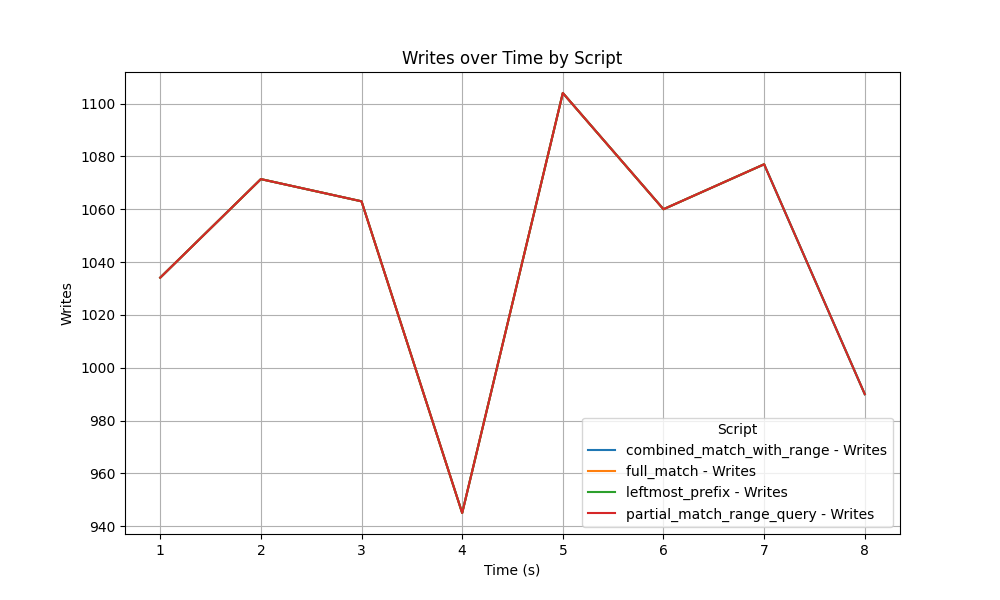 Writes over Time by Script
1100
1080
1060
1040
1020
1000
980
960
940
Writes
Script
combined_match_with_range - Writes
full_match - Writes
leftmost_prefix - Writes
partial_match_range_query - Writes
1 2 3 4 5 6 7 8
Time (s)